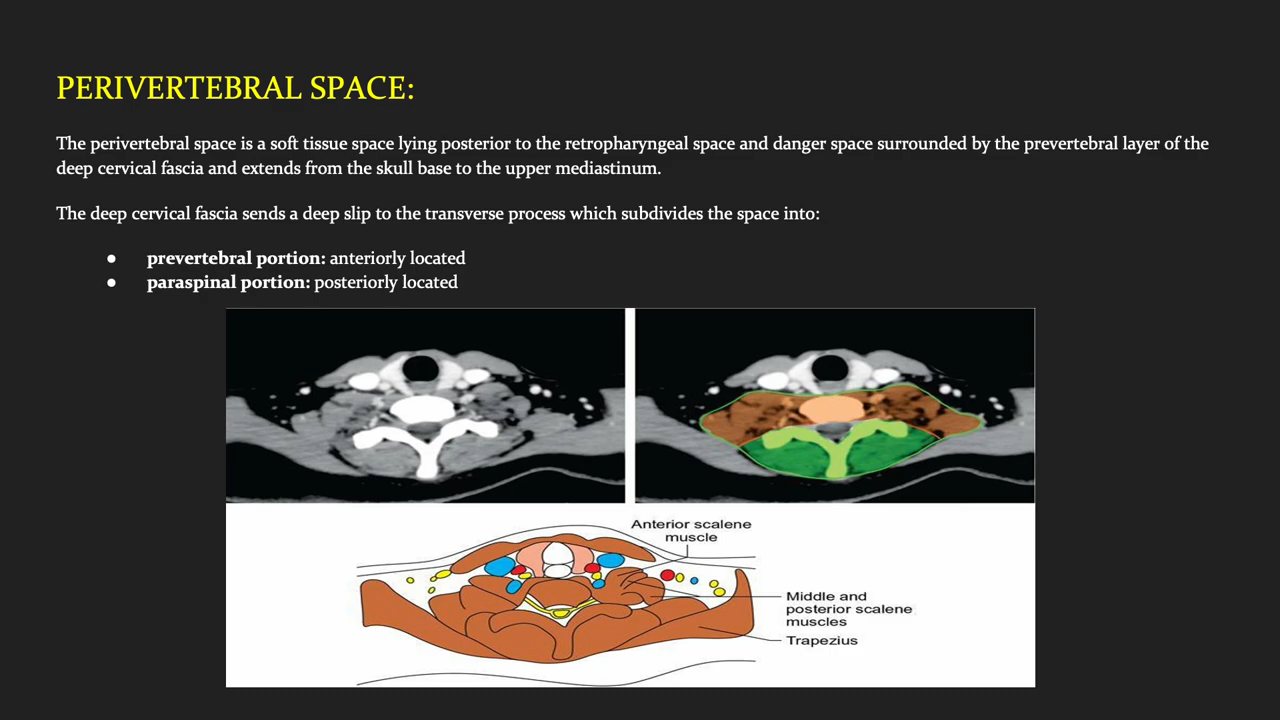 PERIVERTEBRAL SPACE:
The perivertebral space is a soft tissue space lying posterior to the retropharyngeal space and danger space surrounded by the prevertebral layer of the
deep cervical fascia and extends from the skull base to the upper mediastinum.
The deep cervical fascia sends a deep slip to the transverse process which subdivides the space into:
● prevertebral portion: anteriorly located
● paraspinal portion: posteriorly located
Anterior scalene
muscle
Middle and
posterior scalene
muscles
Trapezius